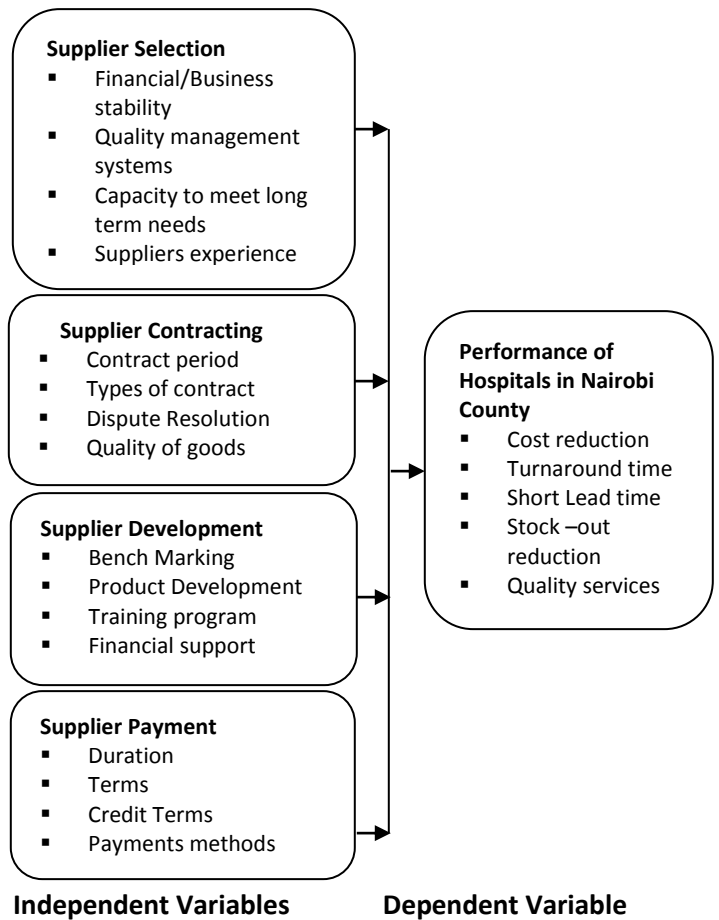 Supplier Selection
▪ Financial/Business
stability
▪ Quality management
systems
▪ Capacity to meet long
term needs
▪ Suppliers experience
Supplier Contracting
▪ Contract period
▪ Types of contract
▪ Dispute Resolution
▪ Quality of goods
Supplier Development
▪ Bench Marking
▪ Product Development
▪ Training program
▪ Financial support
Supplier Payment
▪ Duration
▪ Terms
▪ Credit Terms
▪ Payments methods
Independent Variables
Performance of
Hospitals in Nairobi
County
▪ Cost reduction
▪ Turnaround time
▪ Short Lead time
▪ Stock –out
reduction
▪ Quality services
Dependent Variable